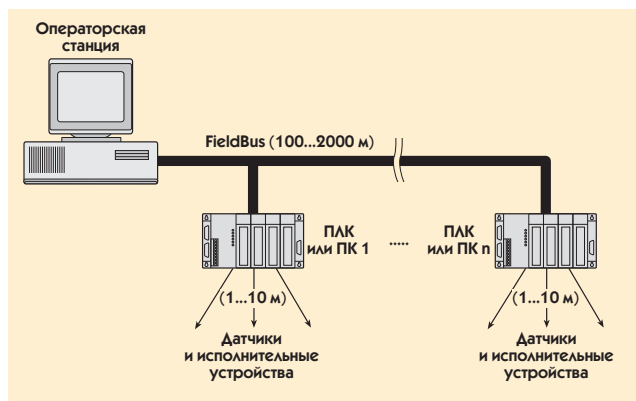 Операторская
станция
FieldBus (100...2000 м)
ПЛК
или ПК 1
.....
ПЛК
или ПК n
(1...10 м)
(1...10 м)
Датчики
и исполнительные
устройства
Датчики
и исполнительные
устройства